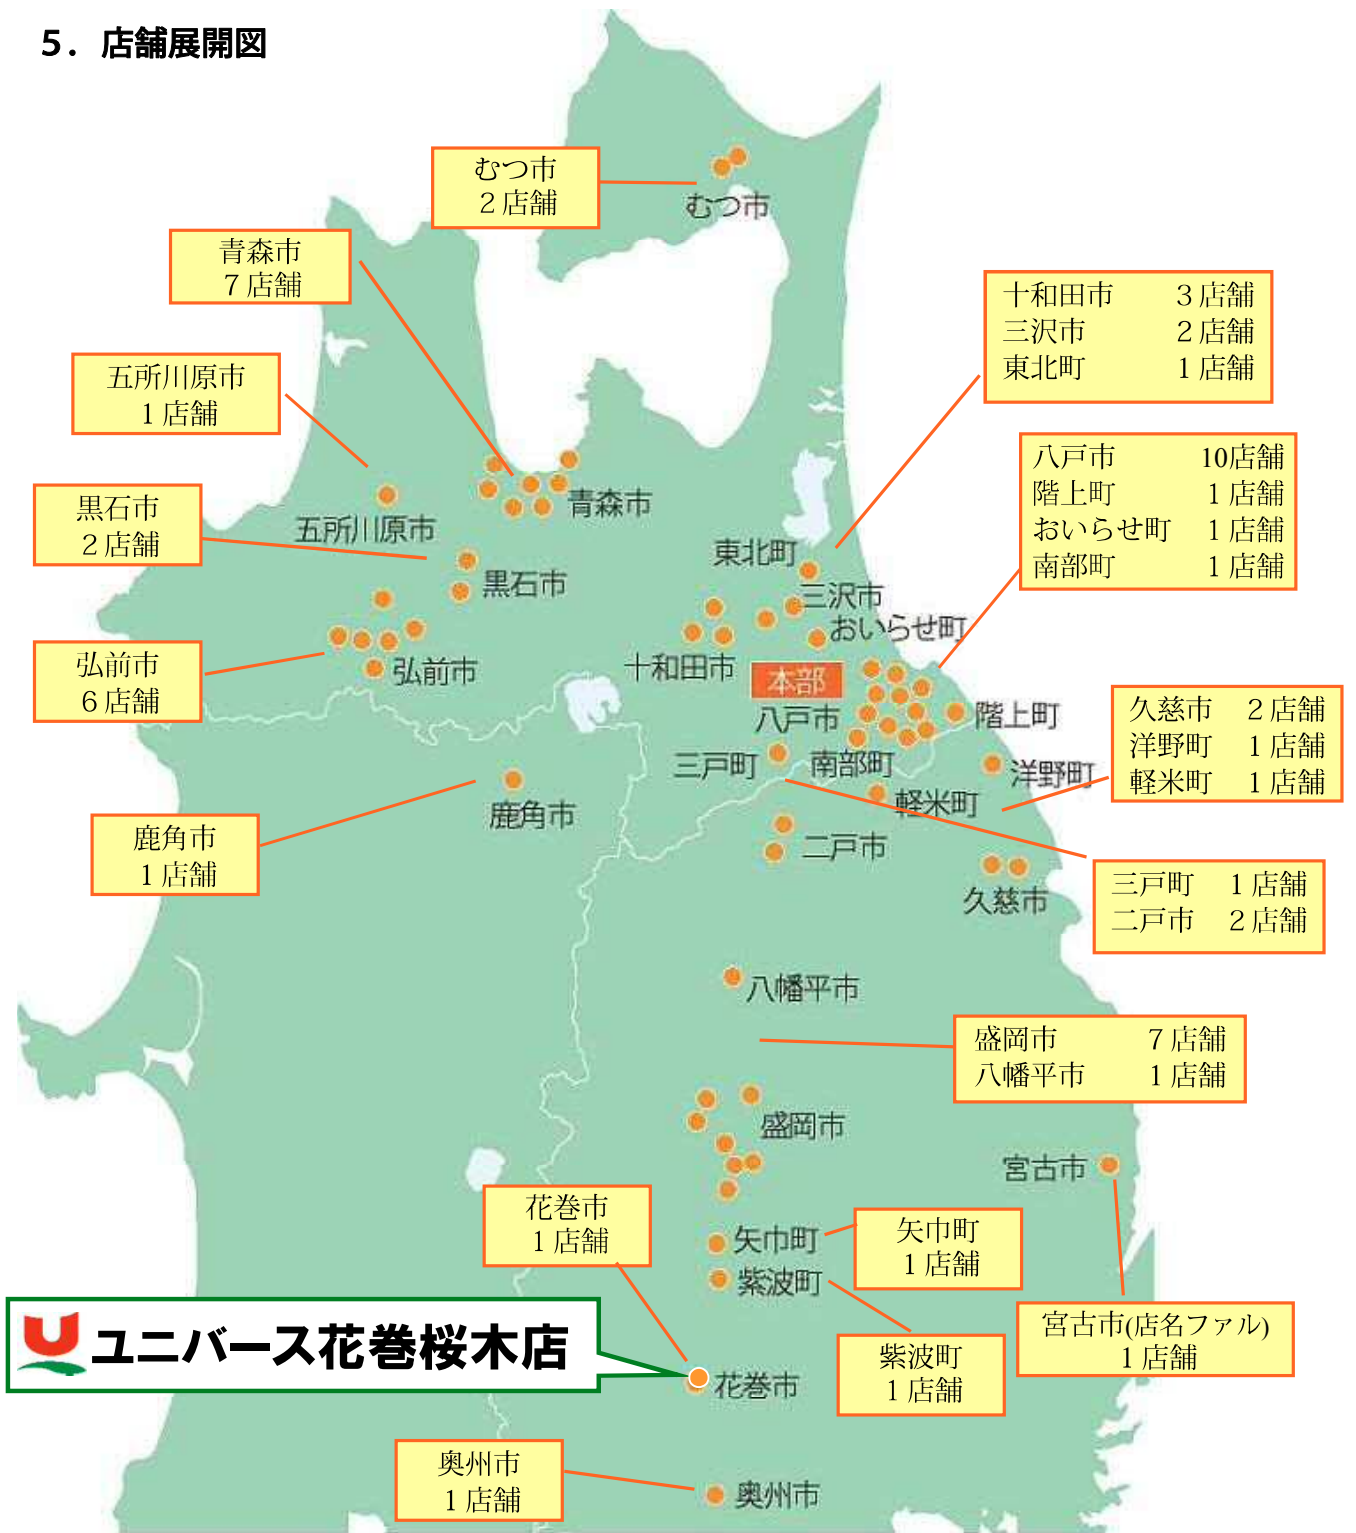 ５．店舗展開図
むつ市
２店舗
むつ市
青森市
７店舗
十和田市 ３店舗
三沢市 ２店舗
東北町 １店舗
五所川原市
１店舗
八戸市 10店舗
階上町 １店舗
おいらせ町 １店舗
南部町 １店舗
黒石市
２店舗
青森市
五所川原市
東北町
黒石市
三沢市
おいらせ町
弘前市
６店舗
弘前市
十和田市
本部
八戸市
階上町
久慈市 ２店舗
洋野町 １店舗
軽米町 １店舗
三戸町
南部町
洋野町
鹿角市
軽米町
鹿角市
１店舗
二戸市
三戸町 １店舗
二戸市 ２店舗
久慈市
八幡平市
盛岡市 ７店舗
八幡平市 １店舗
盛岡市
宮古市
花巻市
１店舗
矢巾町
矢巾町
１店舗
紫波町
宮古市(店名ファル)
１店舗
ユニバース花巻桜木店
紫波町
１店舗
花巻市
奥州市
１店舗
奥州市